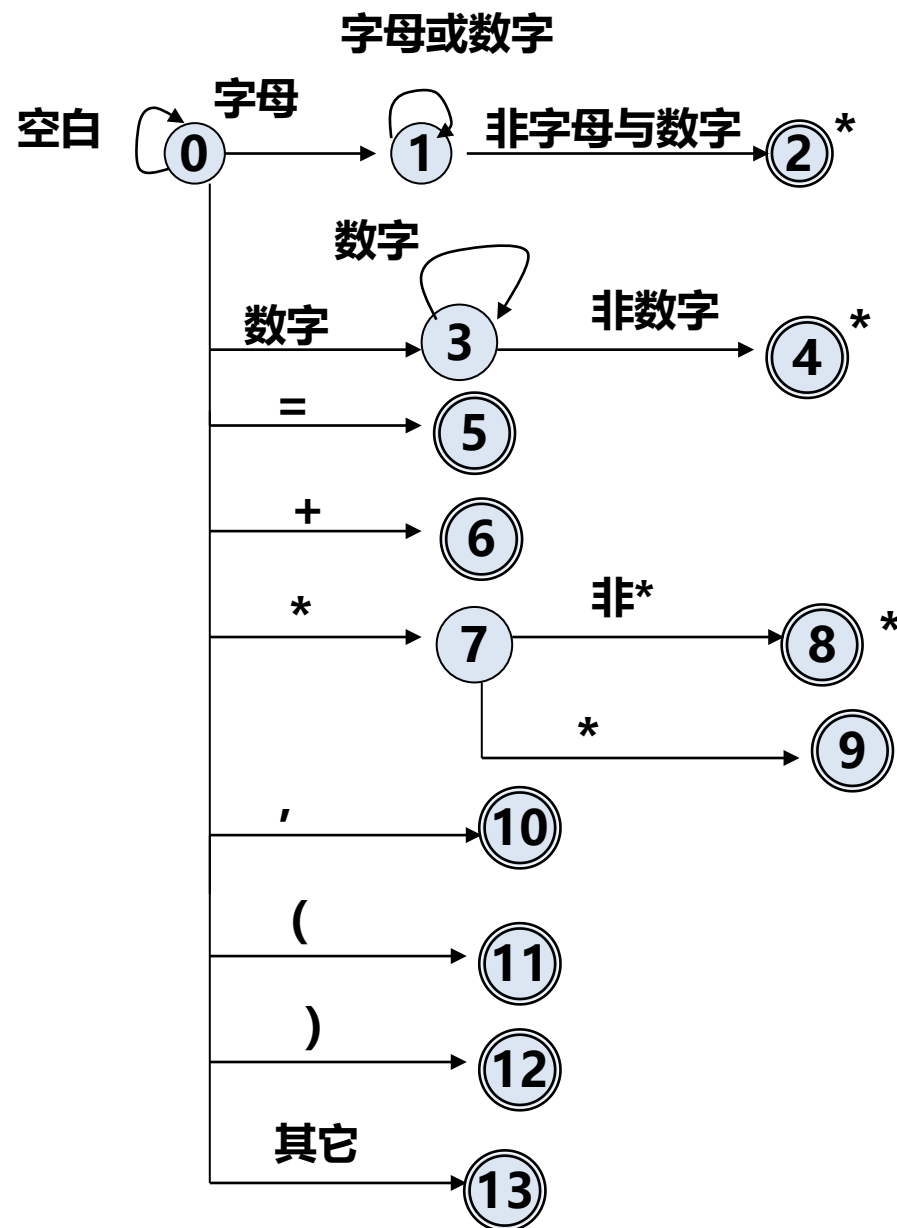 字母或数字
空白 0 字母 1 非字母与数字 2 *
数字
数字 3 非数字 4 *
= 5
+ 6
* 7 非* 8 *
* 9
, 10
( 11
) 12
其它 13